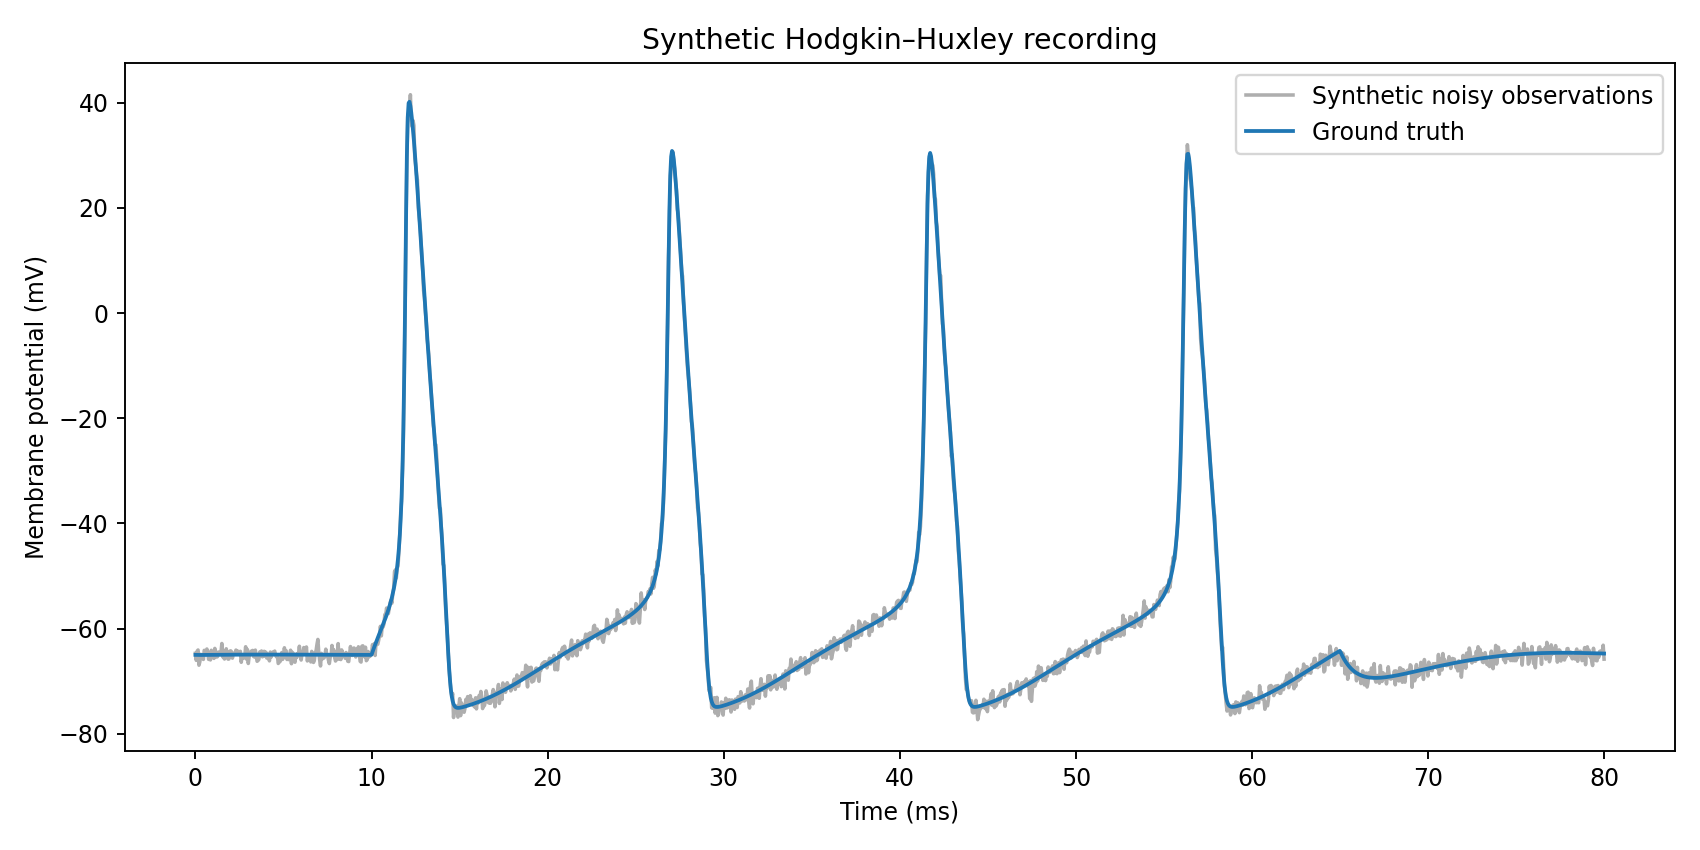 Synthetic Hodgkin–Huxley recording
Synthetic noisy observations
Ground truth
Membrane potential (mV)
40
20
0
−20
−40
−60
−80
0 10 20 30 40 50 60 70 80
Time (ms)